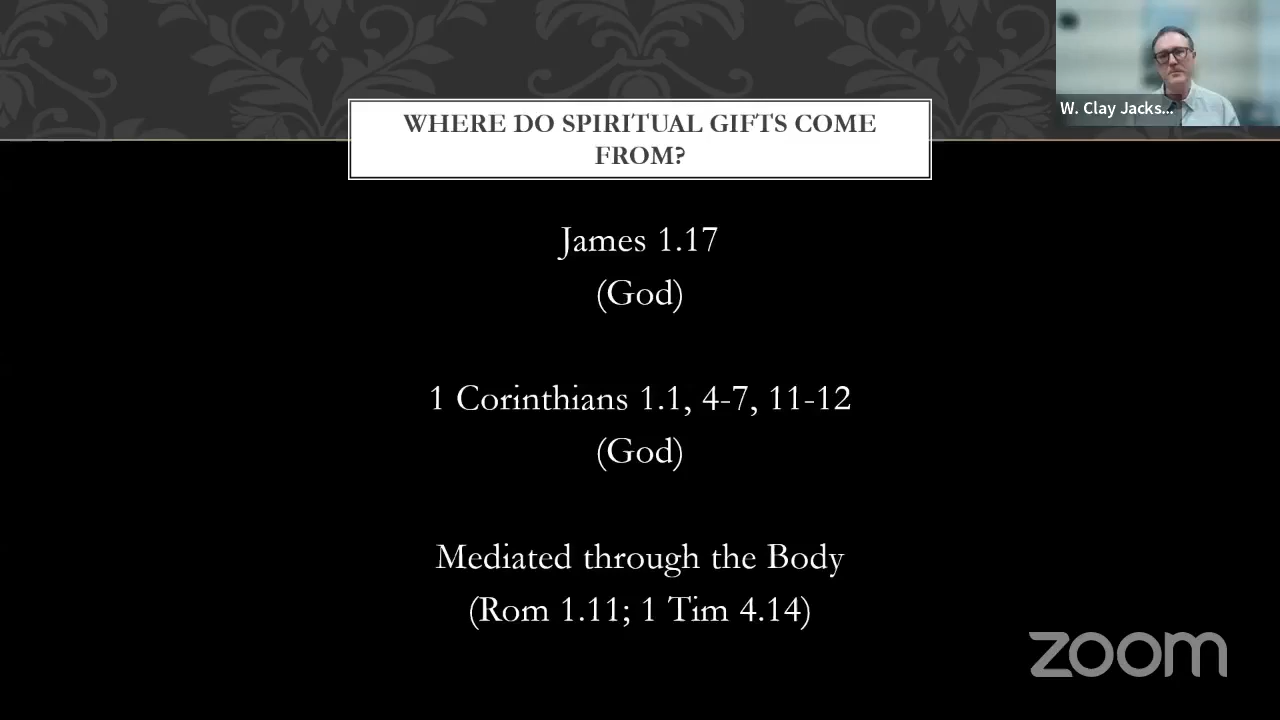 W. Clay Jacks...
WHERE DO SPIRITUAL GIFTS COME
FROM?
James 1.17
(God)
1 Corinthians 1.1, 4-7, 11-12
(God)
Mediated through the Body
(Rom 1.11; 1 Tim 4.14)
zoom